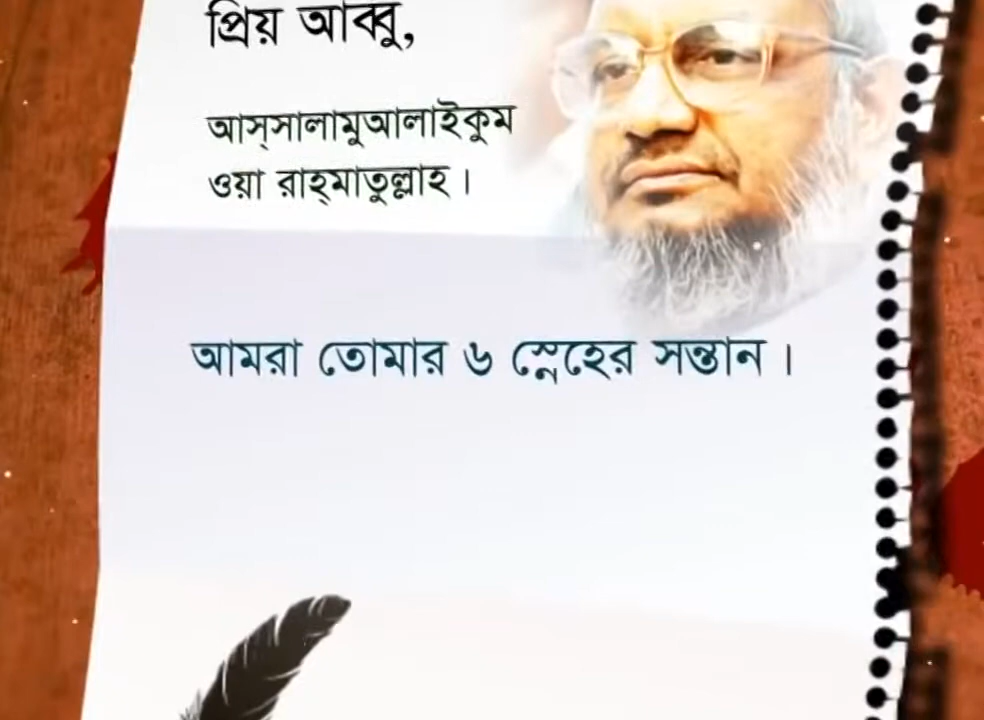 প্রিয় আব্বু,
আস্‌সালামুআলাইকুম
ওয়া রাহ্‌মাতুল্লাহ।
আমরা তোমার ৬ স্নেহের সন্তান।